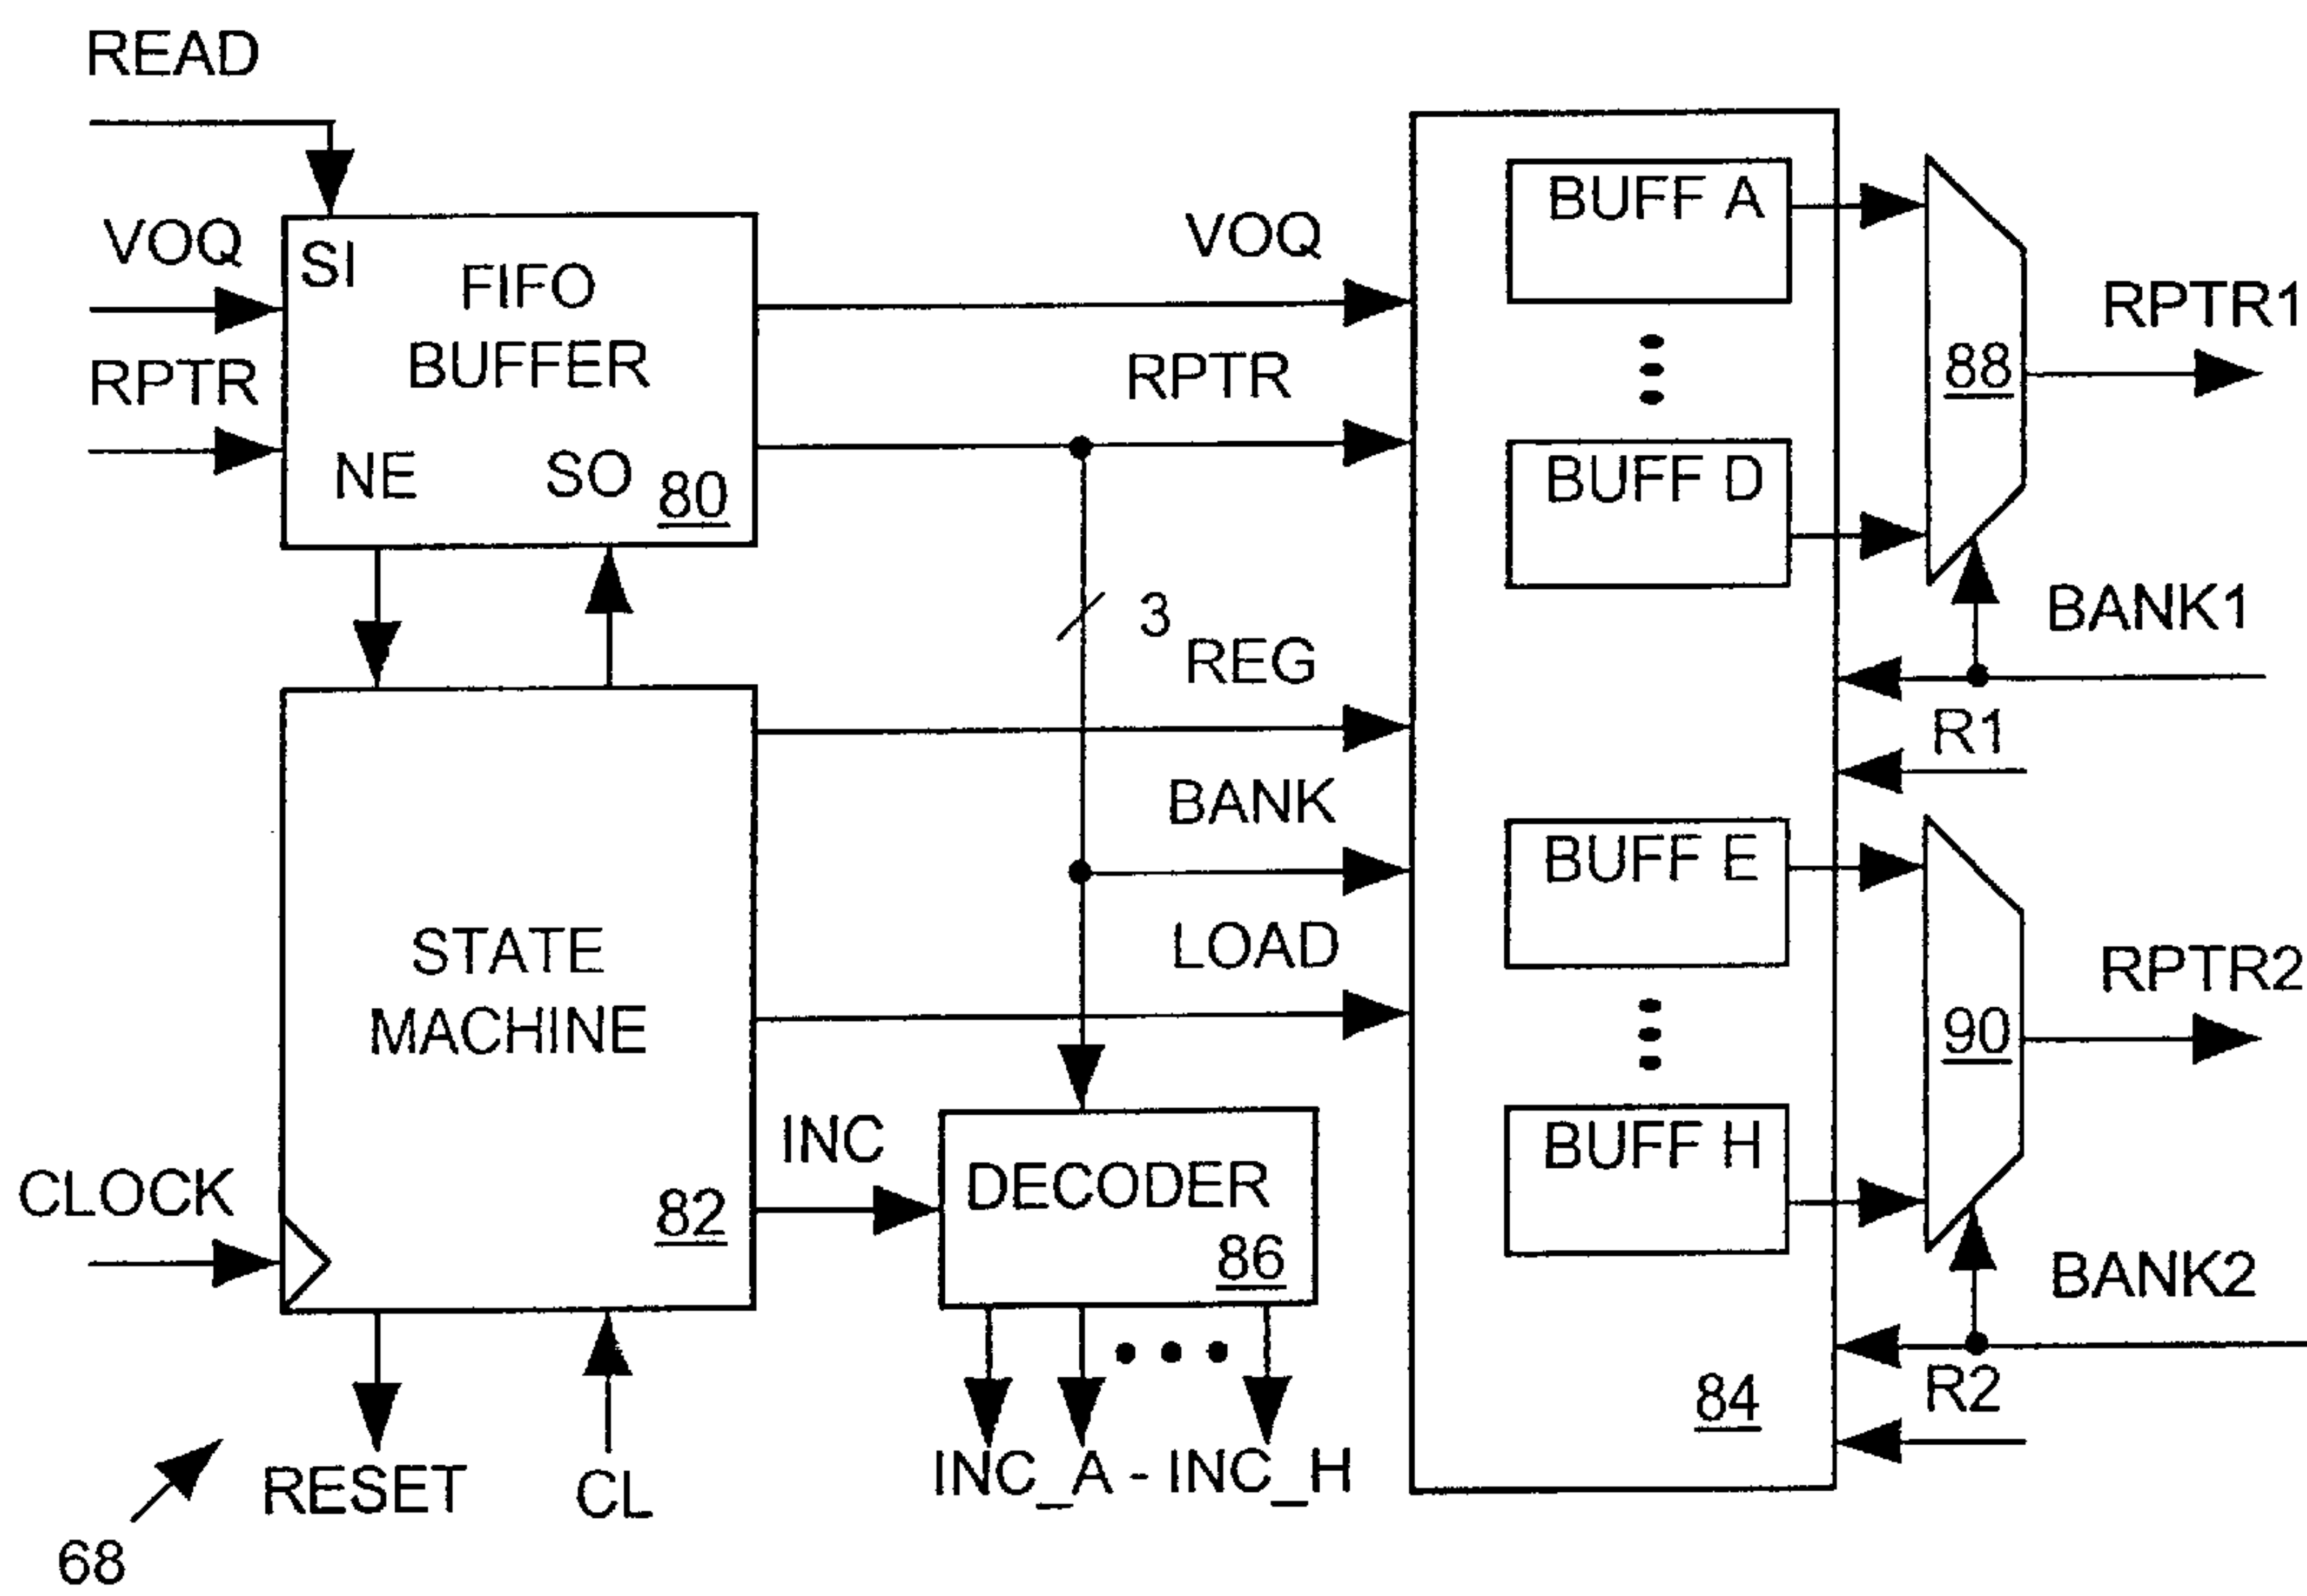 READ
VOQ
RPTR
SI
FIFO
BUFFER
NE
SO
80
VOQ
RPTR
3
REG
BANK
LOAD
STATE
MACHINE
82
CLOCK
INC
DECODER
86
RESET
CL
INC_A - INC_H
68
BUFF A
BUFF D
BUFF E
BUFF H
84
88
RPTR1
BANK1
R1
90
RPTR2
BANK2
R2